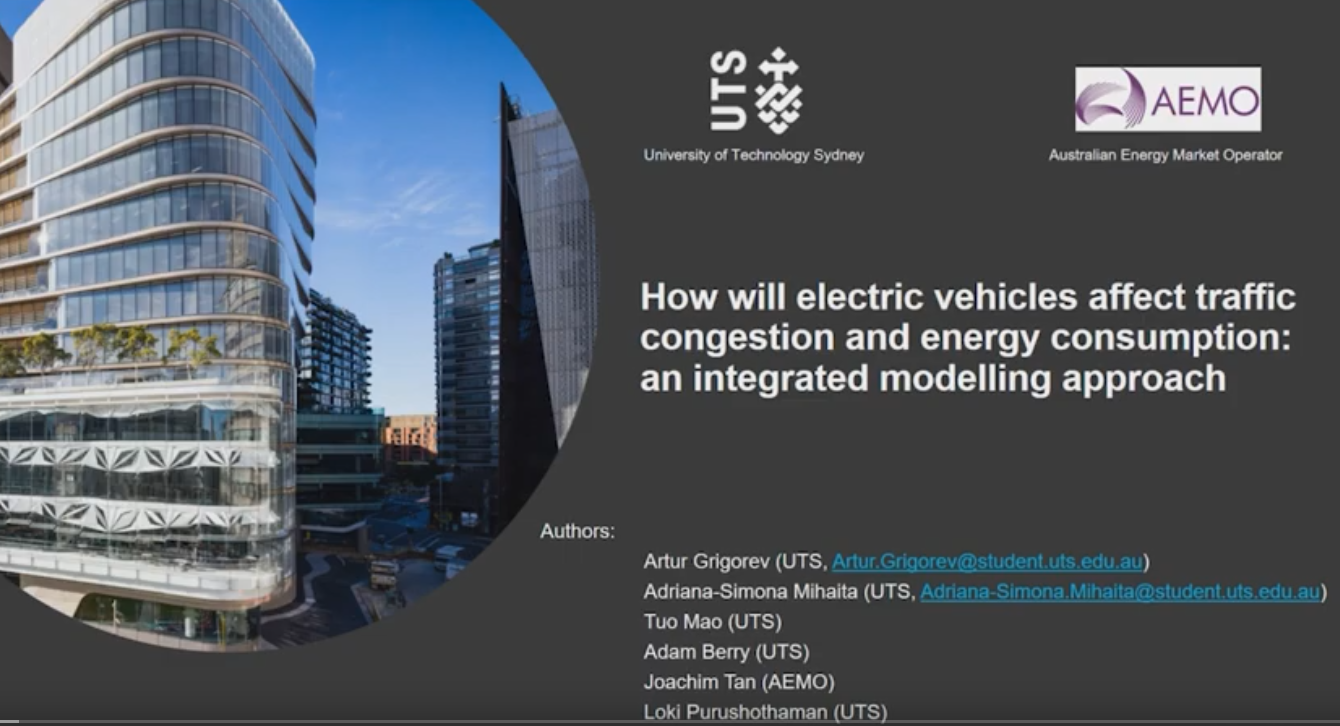 UTS
AEMO
University of Technology Sydney
Australian Energy Market Operator
How will electric vehicles affect traffic
congestion and energy consumption:
an integrated modelling approach
Authors:
Artur Grigorev (UTS, Artur.Grigorev@student.uts.edu.au)
Adriana-Simona Mihaita (UTS, Adriana-Simona.Mihaita@student.uts.edu.au)
Tuo Mao (UTS)
Adam Berry (UTS)
Joachim Tan (AEMO)
Loki Purushothaman (UTS)